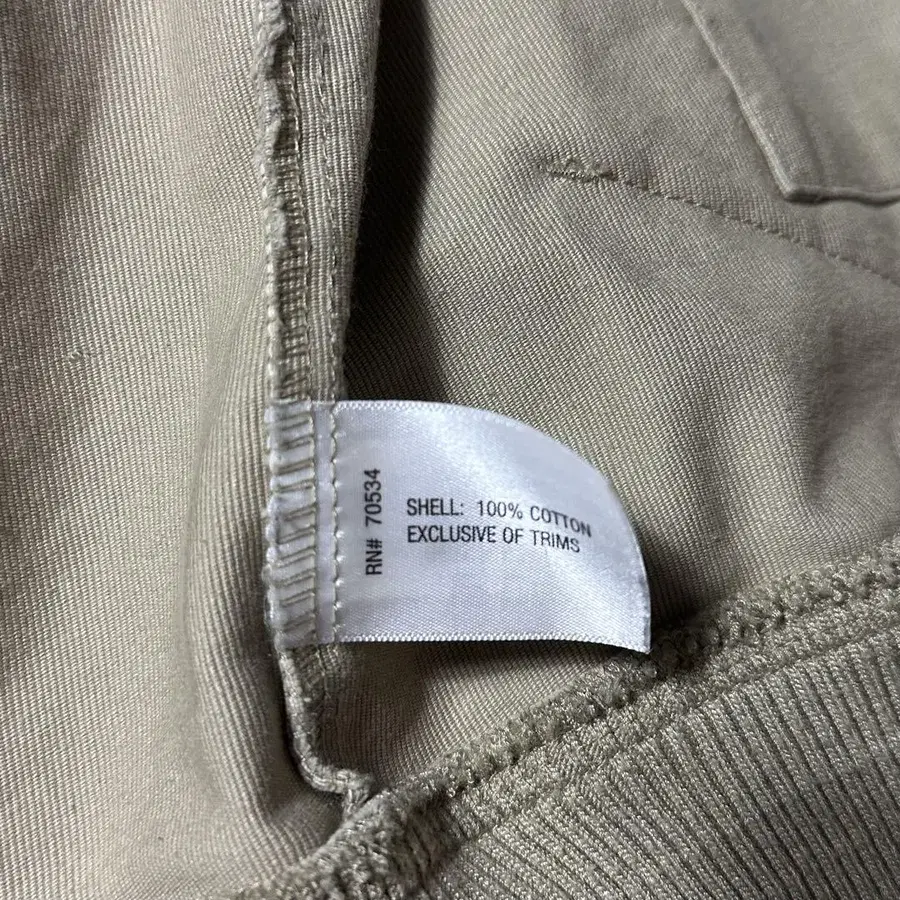 RN# 70534
SHELL: 100% COTTON
EXCLUSIVE OF TRIMS